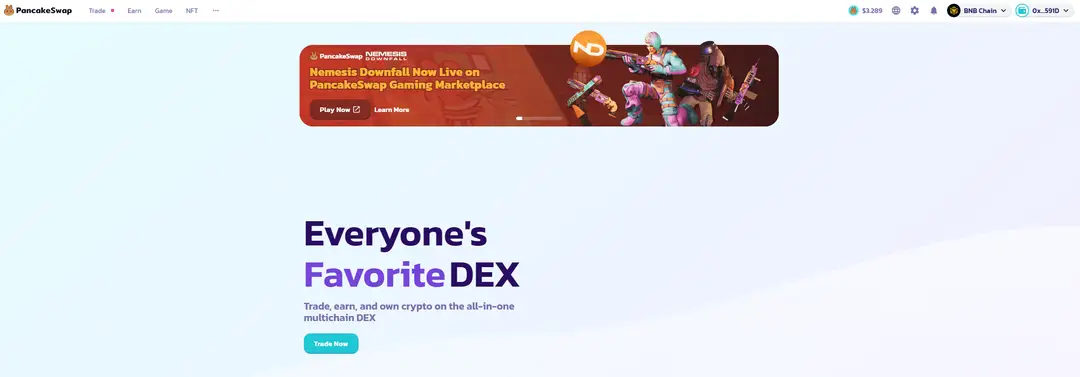 PancakeSwap Trade Earn Game NFT ... $3.289 BNB Chain 0x...591D
PancakeSwap NEMESIS DOWNFALL
Nemesis Downfall Now Live on
PancakeSwap Gaming Marketplace
Play Now Learn More
ND
Everyone's
Favorite DEX
Trade, earn, and own crypto on the all-in-one
multichain DEX
Trade Now